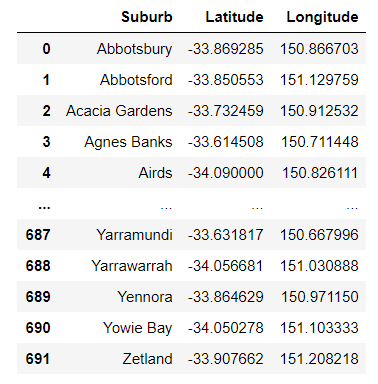 Suburb Latitude Longitude
0 Abbotsbury -33.869285 150.866703
1 Abbotsford -33.850553 151.129759
2 Acacia Gardens -33.732459 150.912532
3 Agnes Banks -33.614508 150.711448
4 Airds -34.090000 150.826111
... ... ... ...
687 Yarramundi -33.631817 150.667996
688 Yarrawarrah -34.056681 151.030888
689 Yennora -33.864629 150.971150
690 Yowie Bay -34.050278 151.103333
691 Zetland -33.907662 151.208218